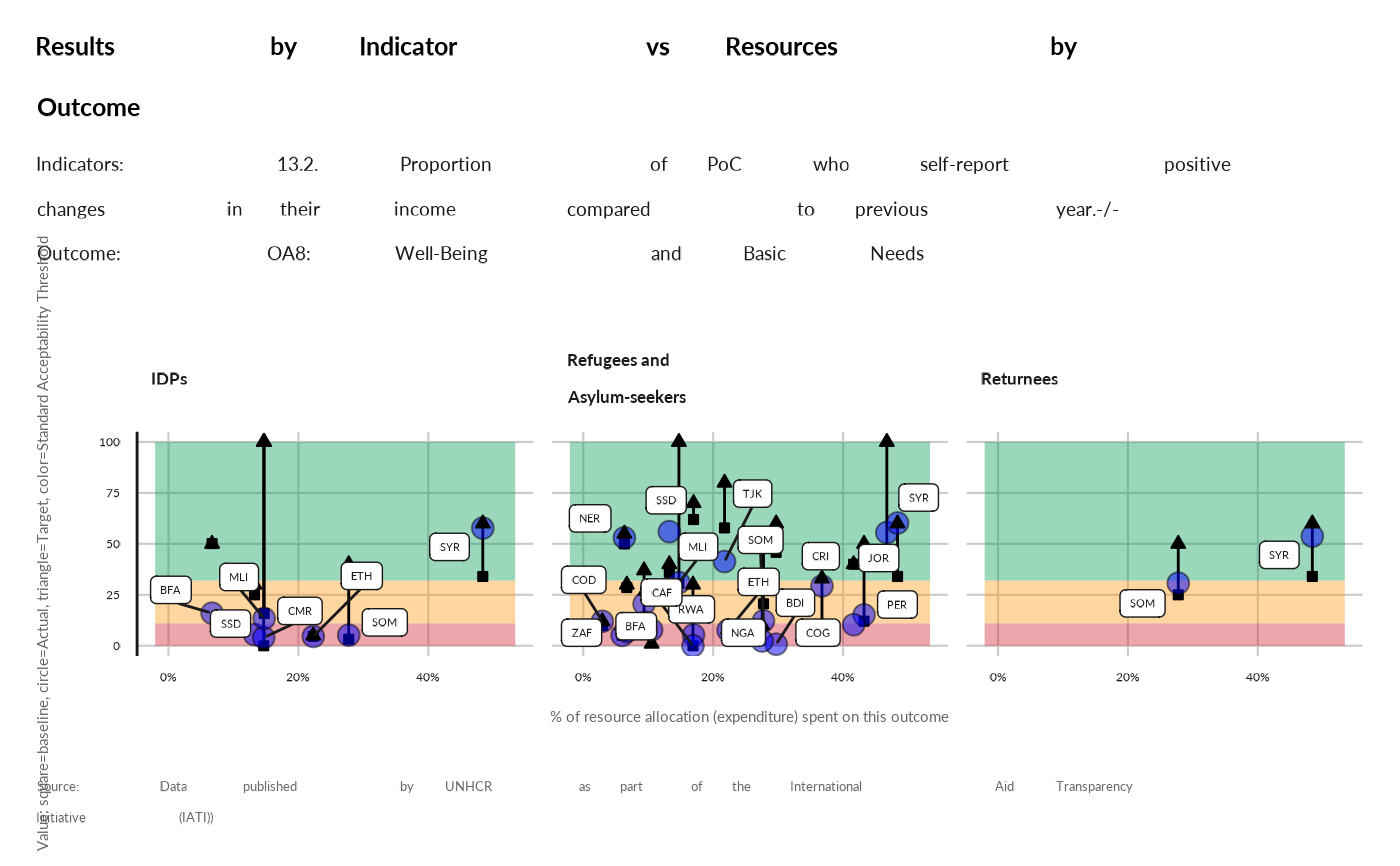 Results by Indicator vs Resources by
Outcome
Indicators: 13.2. Proportion of PoC who self-report positive
changes in their income compared to previous year.-/-
Outcome: OA8: Well-Being and Basic Needs
Value; square=baseline, circle=Actual, triangle=Target, color=Standard Acceptability Threshold
IDPs
Refugees and
Asylum-seekers
Returnees
100
75
50
25
0
BFA
MLI
SSD
CMR
ETH
SOM
SYR
NER
SSD
TJK
SYR
MLI
SOM
CRI
JOR
COD
CAF
ETH
RWA
BDI
PER
ZAF
BFA
NGA
COG
SYR
SOM
0% 20% 40%
0% 20% 40%
0% 20% 40%
% of resource allocation (expenditure) spent on this outcome
Source: Data published by UNHCR as part of the International Aid Transparency
Initiative (IATI))